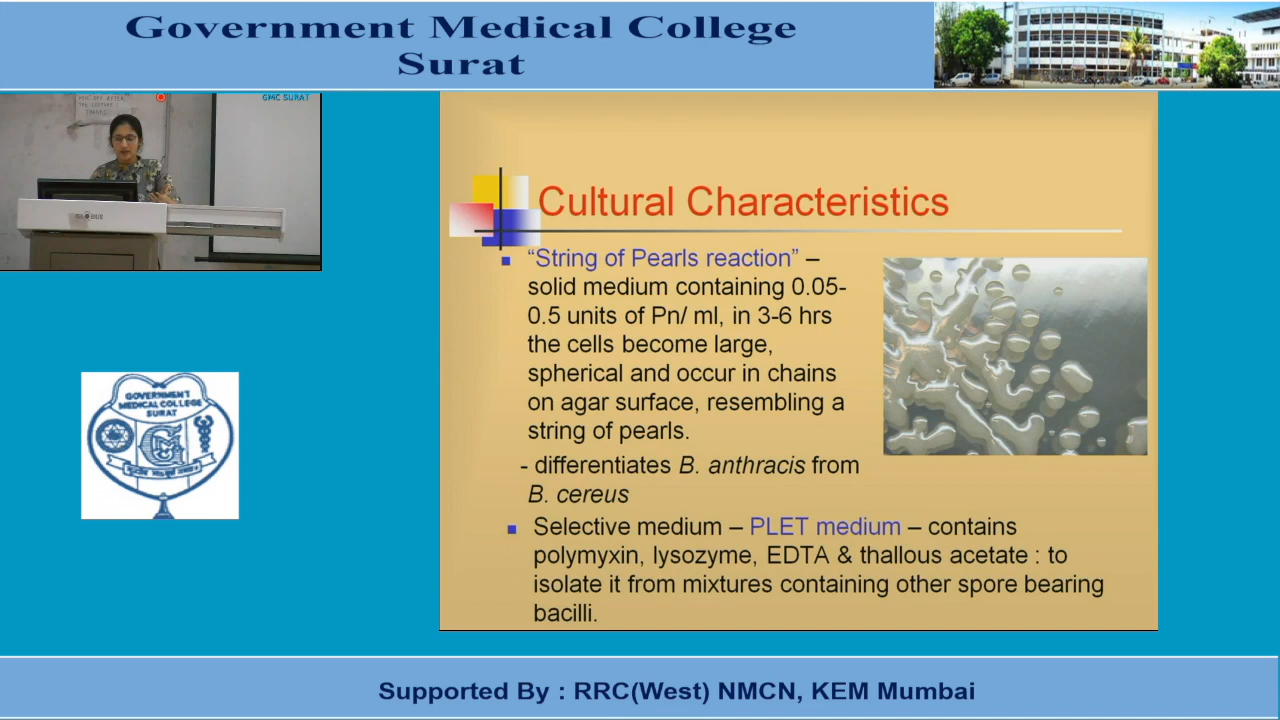 Government Medical College
Surat
GMC SURAT
GLOBUS
GOVERNMENT
MEDICAL COLLEGE
SURAT
Cultural Characteristics
“String of Pearls reaction” –
solid medium containing 0.05-
0.5 units of Pn/ ml, in 3-6 hrs
the cells become large,
spherical and occur in chains
on agar surface, resembling a
string of pearls.
- differentiates B. anthracis from
B. cereus
Selective medium – PLET medium – contains
polymyxin, lysozyme, EDTA & thallous acetate : to
isolate it from mixtures containing other spore bearing
bacilli.
Supported By : RRC(West) NMCN, KEM Mumbai